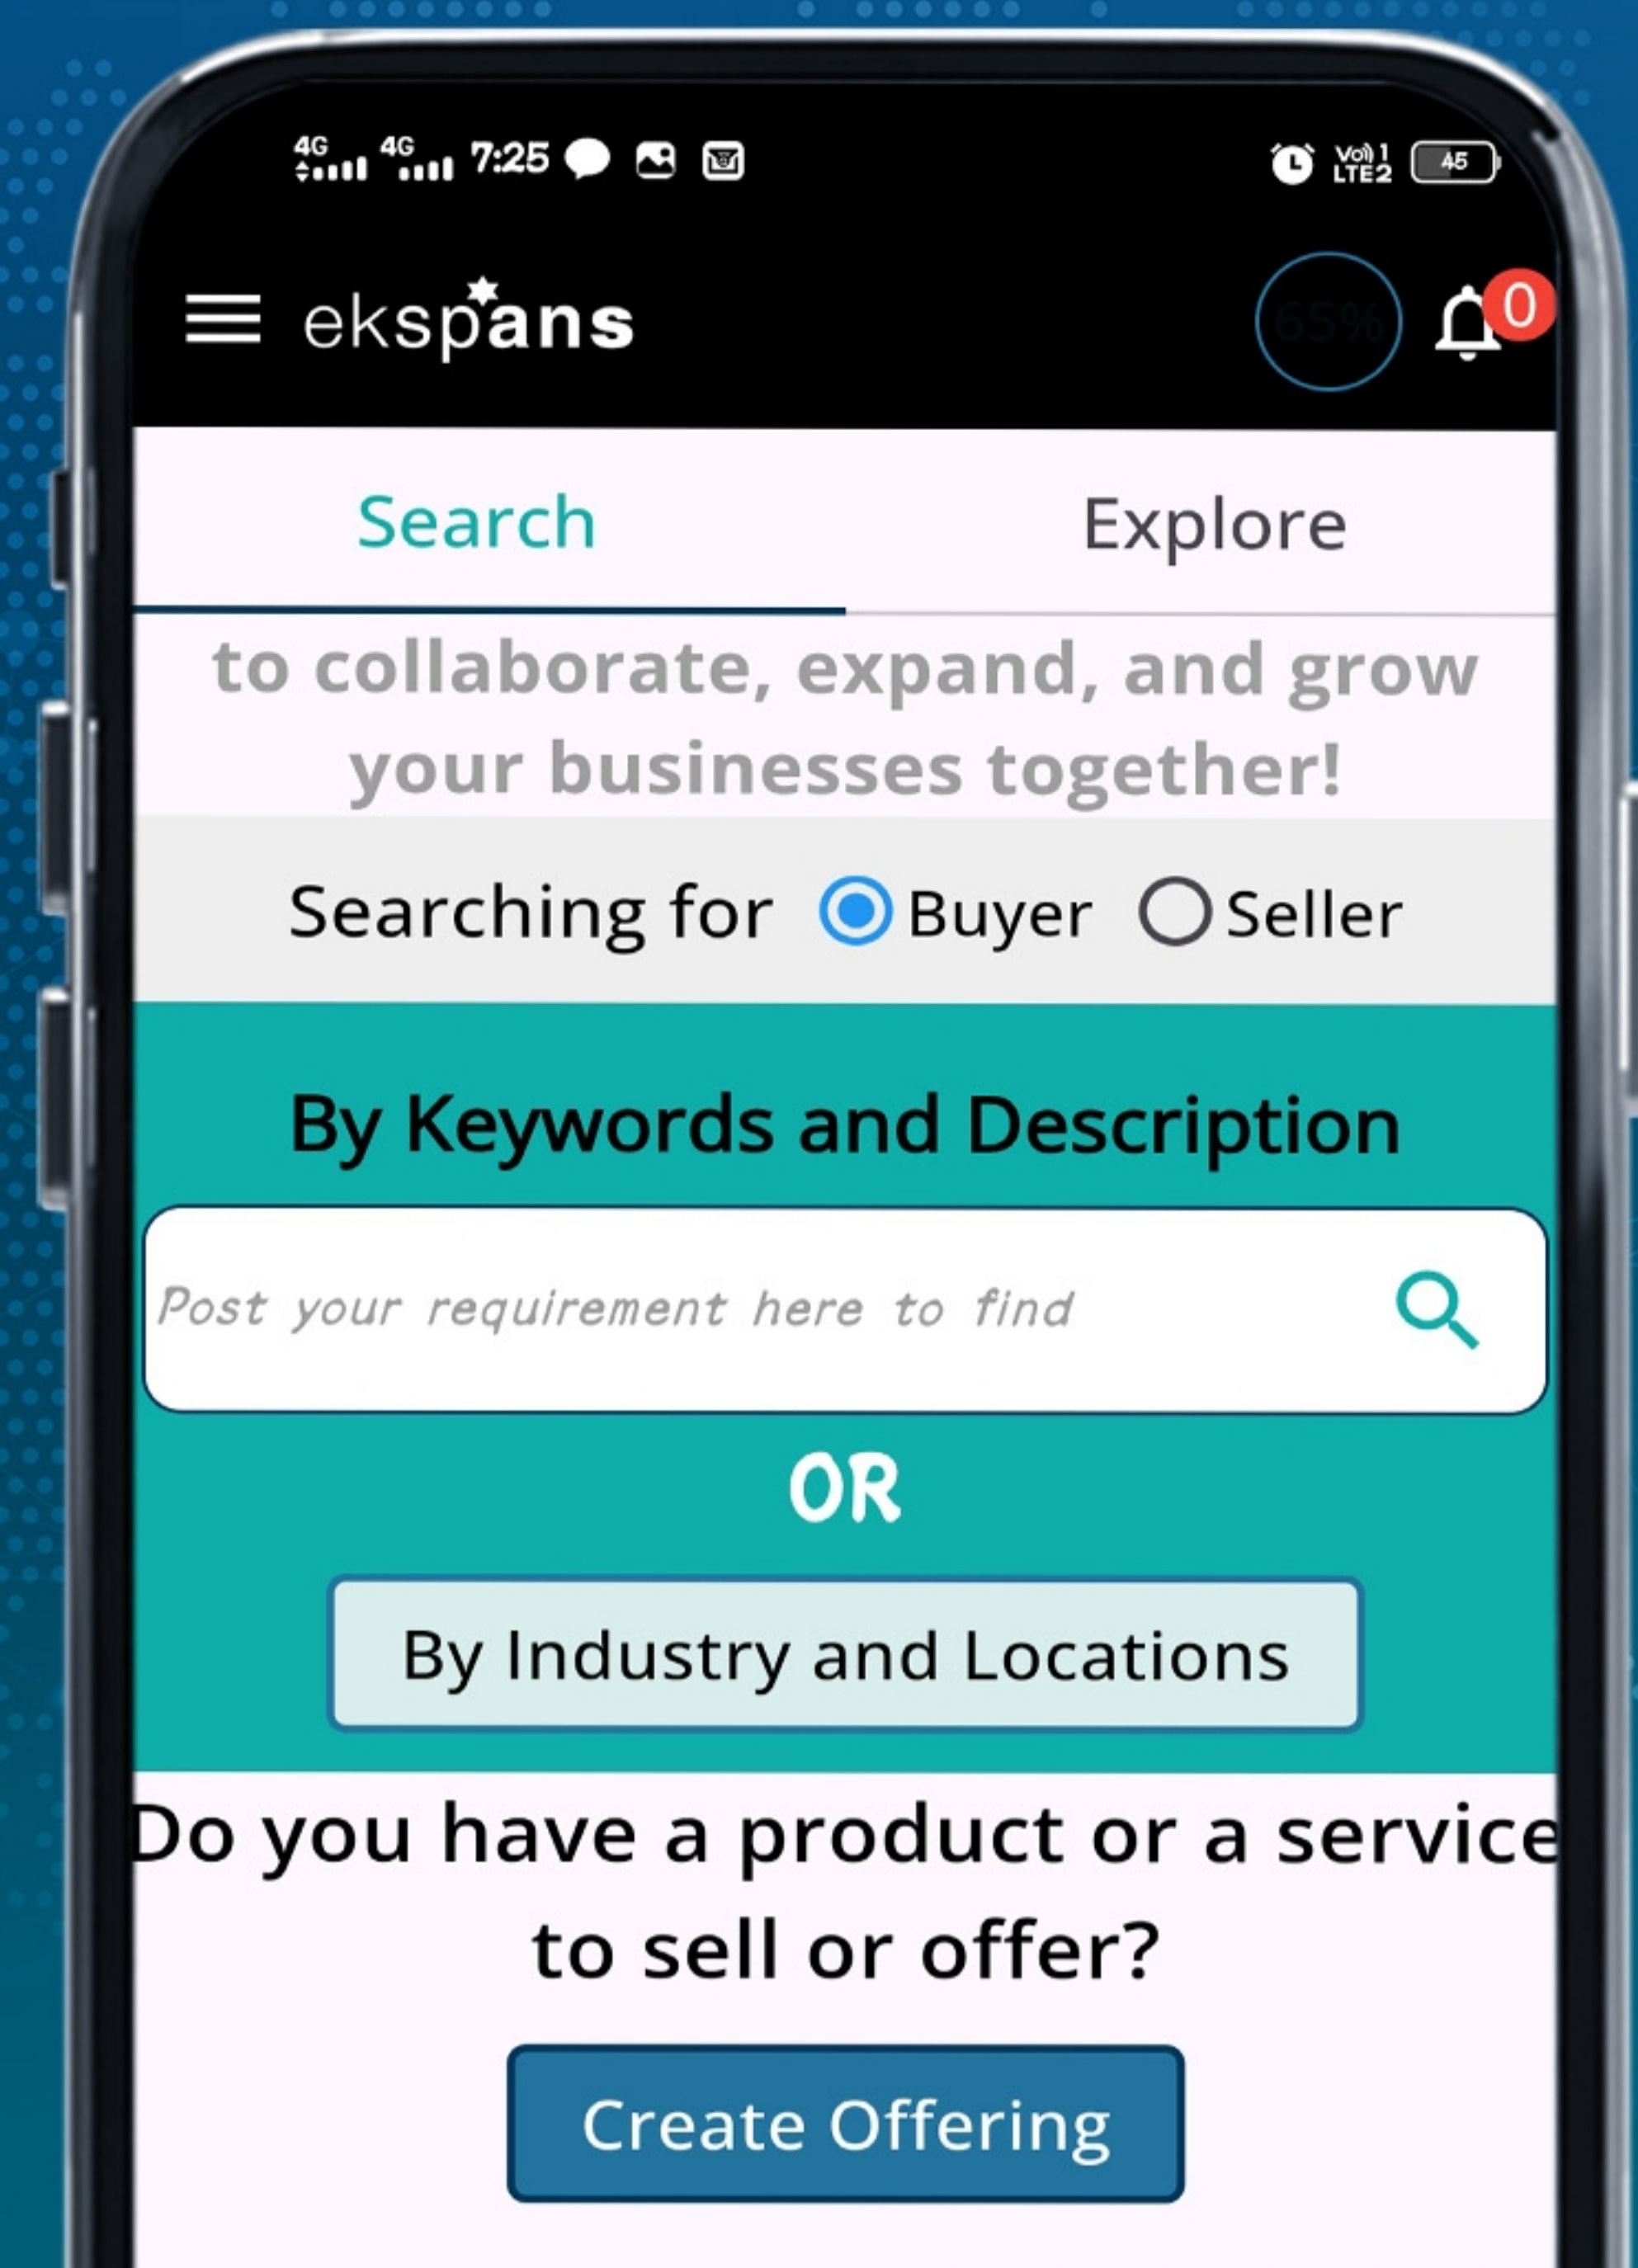 4G 4G 7:25 Vo) 1 LTE2 45
ekspans 65% 0
Search Explore
to collaborate, expand, and grow
your businesses together!
Searching for Buyer Seller
By Keywords and Description
Post your requirement here to find
OR
By Industry and Locations
Do you have a product or a service
to sell or offer?
Create Offering